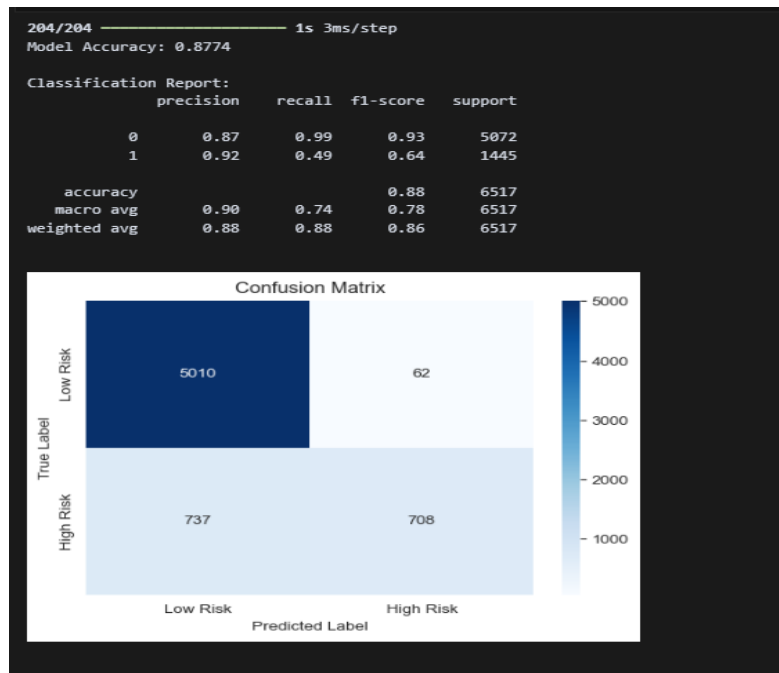 204/204 ━━━━━━━━━━━━━━━━━━━━ 1s 3ms/step
Model Accuracy: 0.8774
Classification Report:
precision recall f1-score support
0 0.87 0.99 0.93 5072
1 0.92 0.49 0.64 1445
accuracy 0.88 6517
macro avg 0.90 0.74 0.78 6517
weighted avg 0.88 0.88 0.86 6517
Confusion Matrix
5000
4000
3000
2000
1000
True Label
Low Risk
5010 62
High Risk
737 708
Low Risk High Risk
Predicted Label